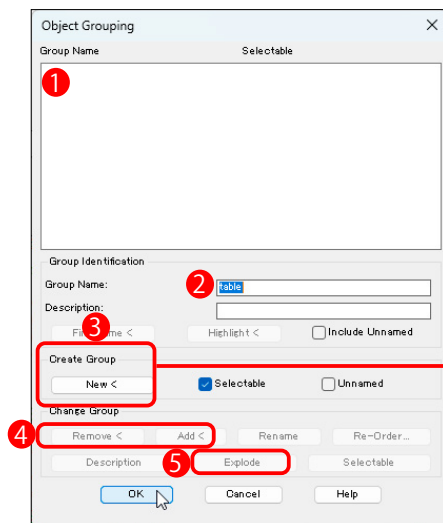 Object Grouping
Group Name Selectable
1
Group Identification
Group Name: 2 table
Description:
3
Highlight < Include Unnamed
Create Group
New < Selectable Unnamed
Change Group
4 Remove < Add < Rename Re-Order...
Description 5 Explode Selectable
OK Cancel Help